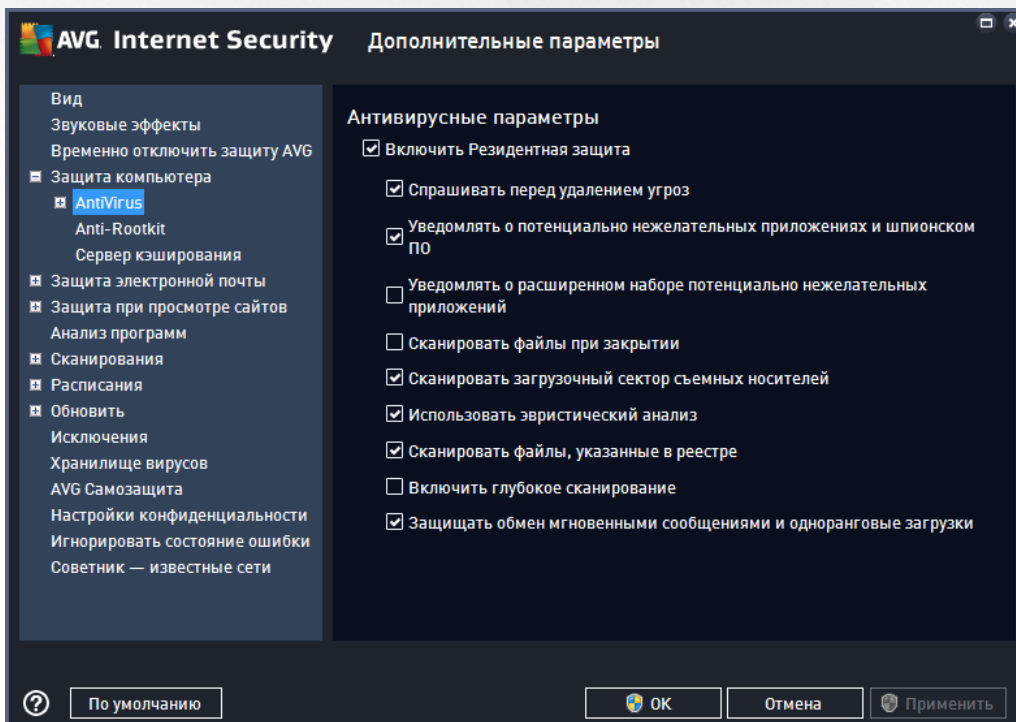 AVG Internet Security Дополнительные параметры
Вид
Звуковые эффекты
Временно отключить защиту AVG
Защита компьютера
AntiVirus
Anti-Rootkit
Сервер кэширования
Защита электронной почты
Защита при просмотре сайтов
Анализ программ
Сканирования
Расписания
Обновить
Исключения
Хранилище вирусов
AVG Самозащита
Настройки конфиденциальности
Игнорировать состояние ошибки
Советник — известные сети
Антивирусные параметры
Включить Резидентная защита
Спрашивать перед удалением угроз
Уведомлять о потенциально нежелательных приложениях и шпионском
ПО
Уведомлять о расширенном наборе потенциально нежелательных
приложений
Сканировать файлы при закрытии
Сканировать загрузочный сектор съемных носителей
Использовать эвристический анализ
Сканировать файлы, указанные в реестре
Включить глубокое сканирование
Защищать обмен мгновенными сообщениями и одноранговые загрузки
? По умолчанию OK Отмена Применить